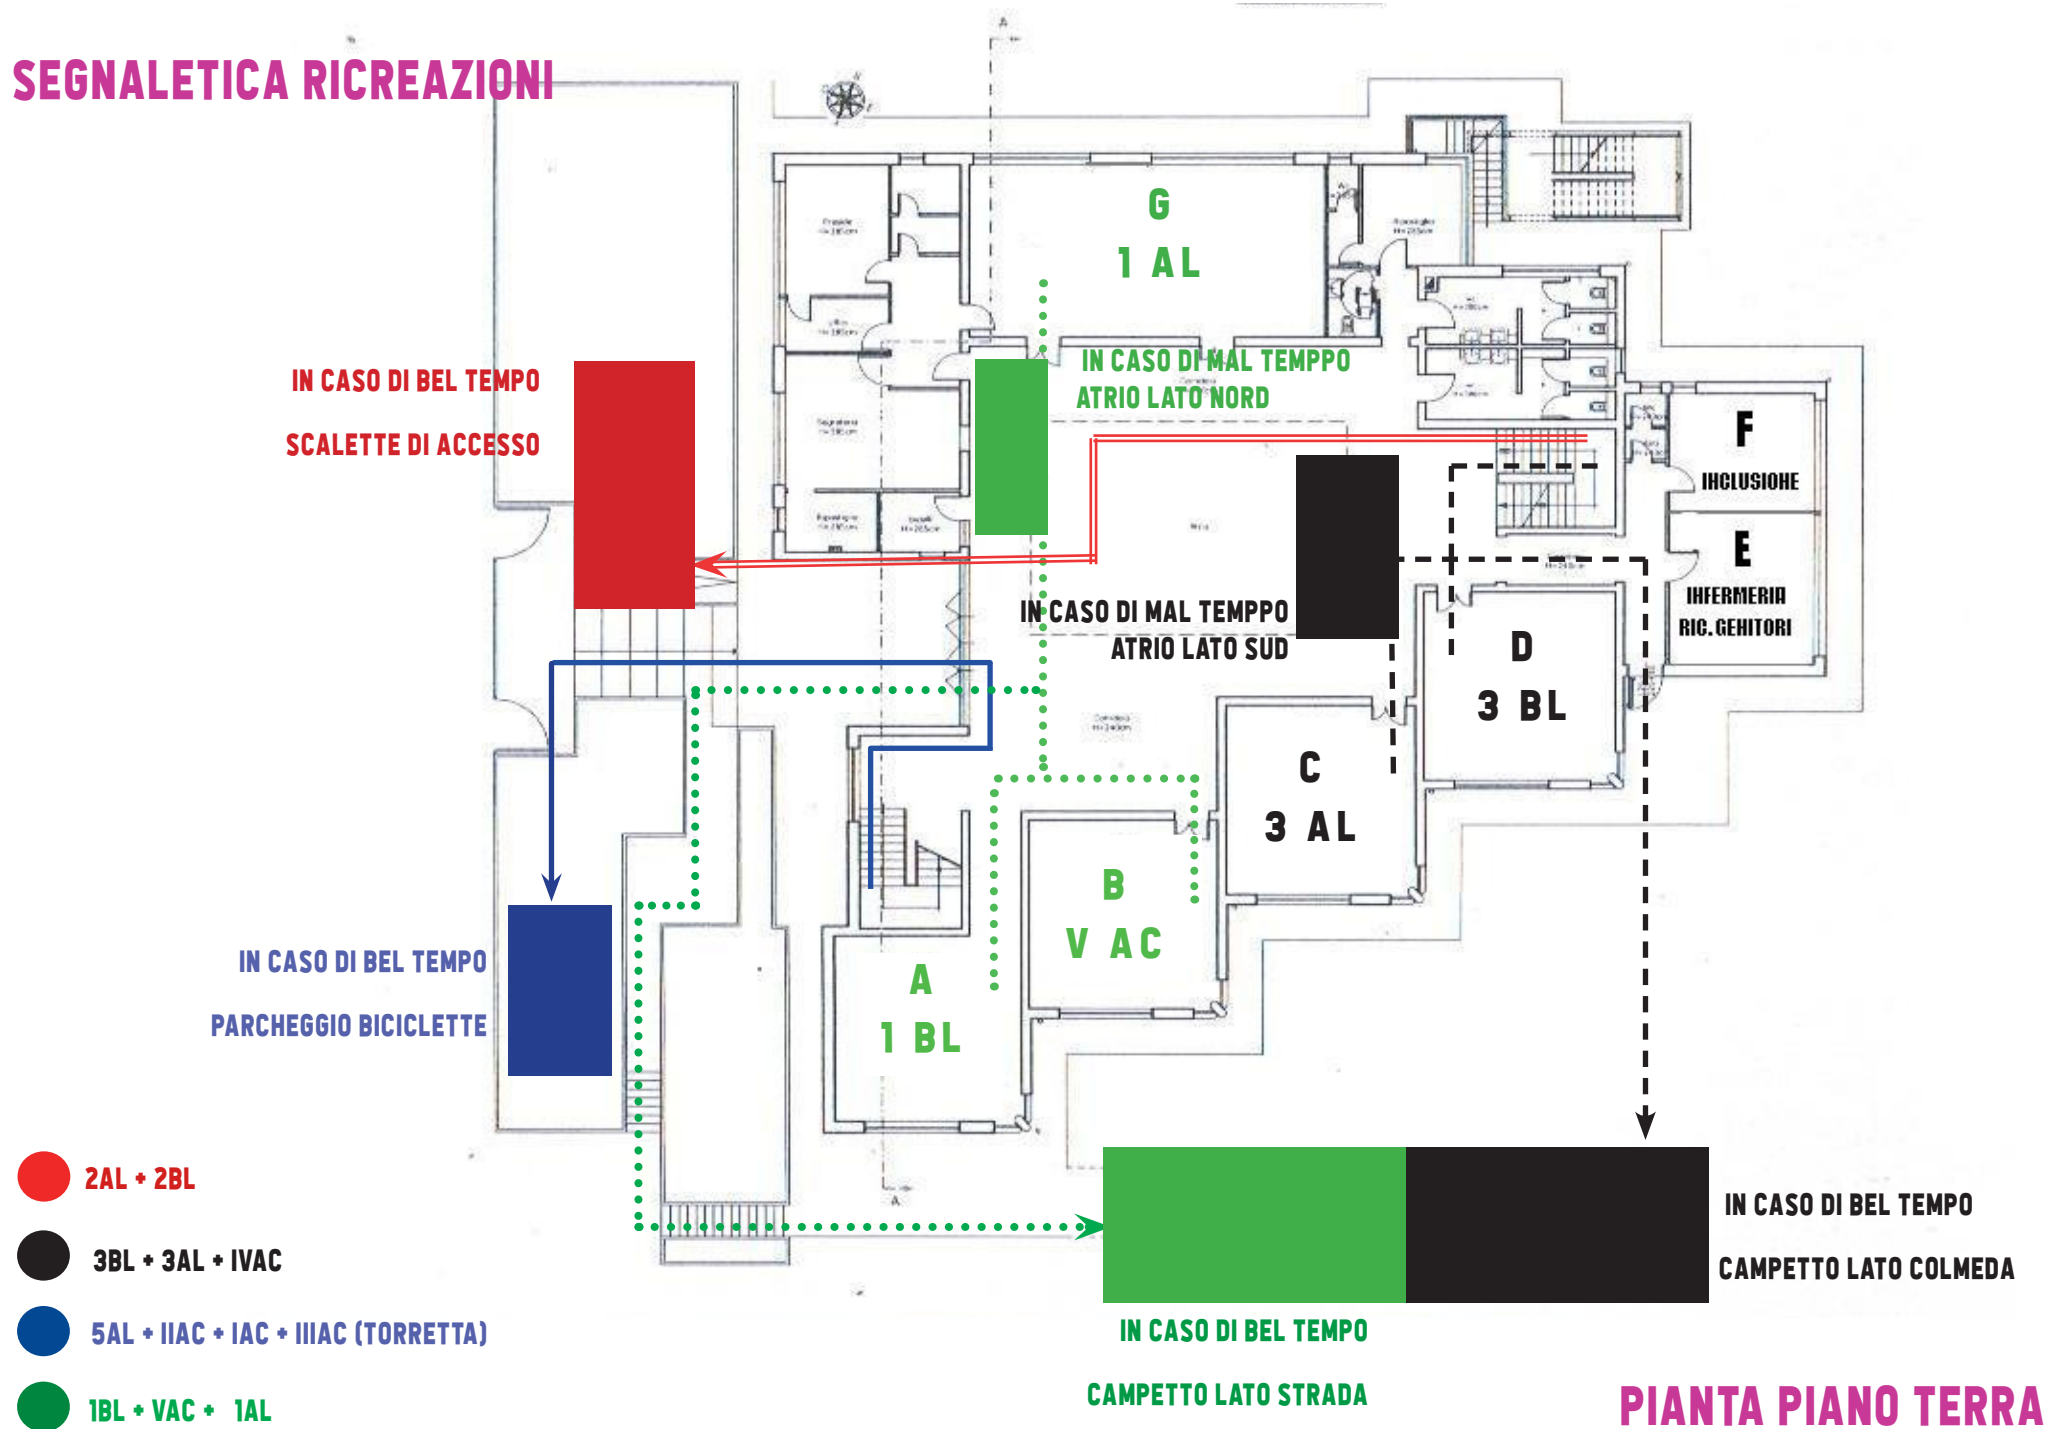 SEGNALETICA RICREAZIONI
A
G
1 AL
IN CASO DI BEL TEMPO
SCALETTE DI ACCESSO
IN CASO DI MAL TEMPPO
ATRIO LATO NORD
F
INCLUSIONE
E
INFERMERIA
RIC. GENITORI
IN CASO DI MAL TEMPPO
ATRIO LATO SUD
D
3 BL
C
3 AL
B
V AC
A
1 BL
IN CASO DI BEL TEMPO
PARCHEGGIO BICICLETTE
A
2AL + 2BL
3BL + 3AL + IVAC
5AL + IIAC + IAC + IIIAC (TORRETTA)
1BL + VAC + 1AL
IN CASO DI BEL TEMPO
CAMPETTO LATO COLMEDA
IN CASO DI BEL TEMPO
CAMPETTO LATO STRADA
PIANTA PIANO TERRA